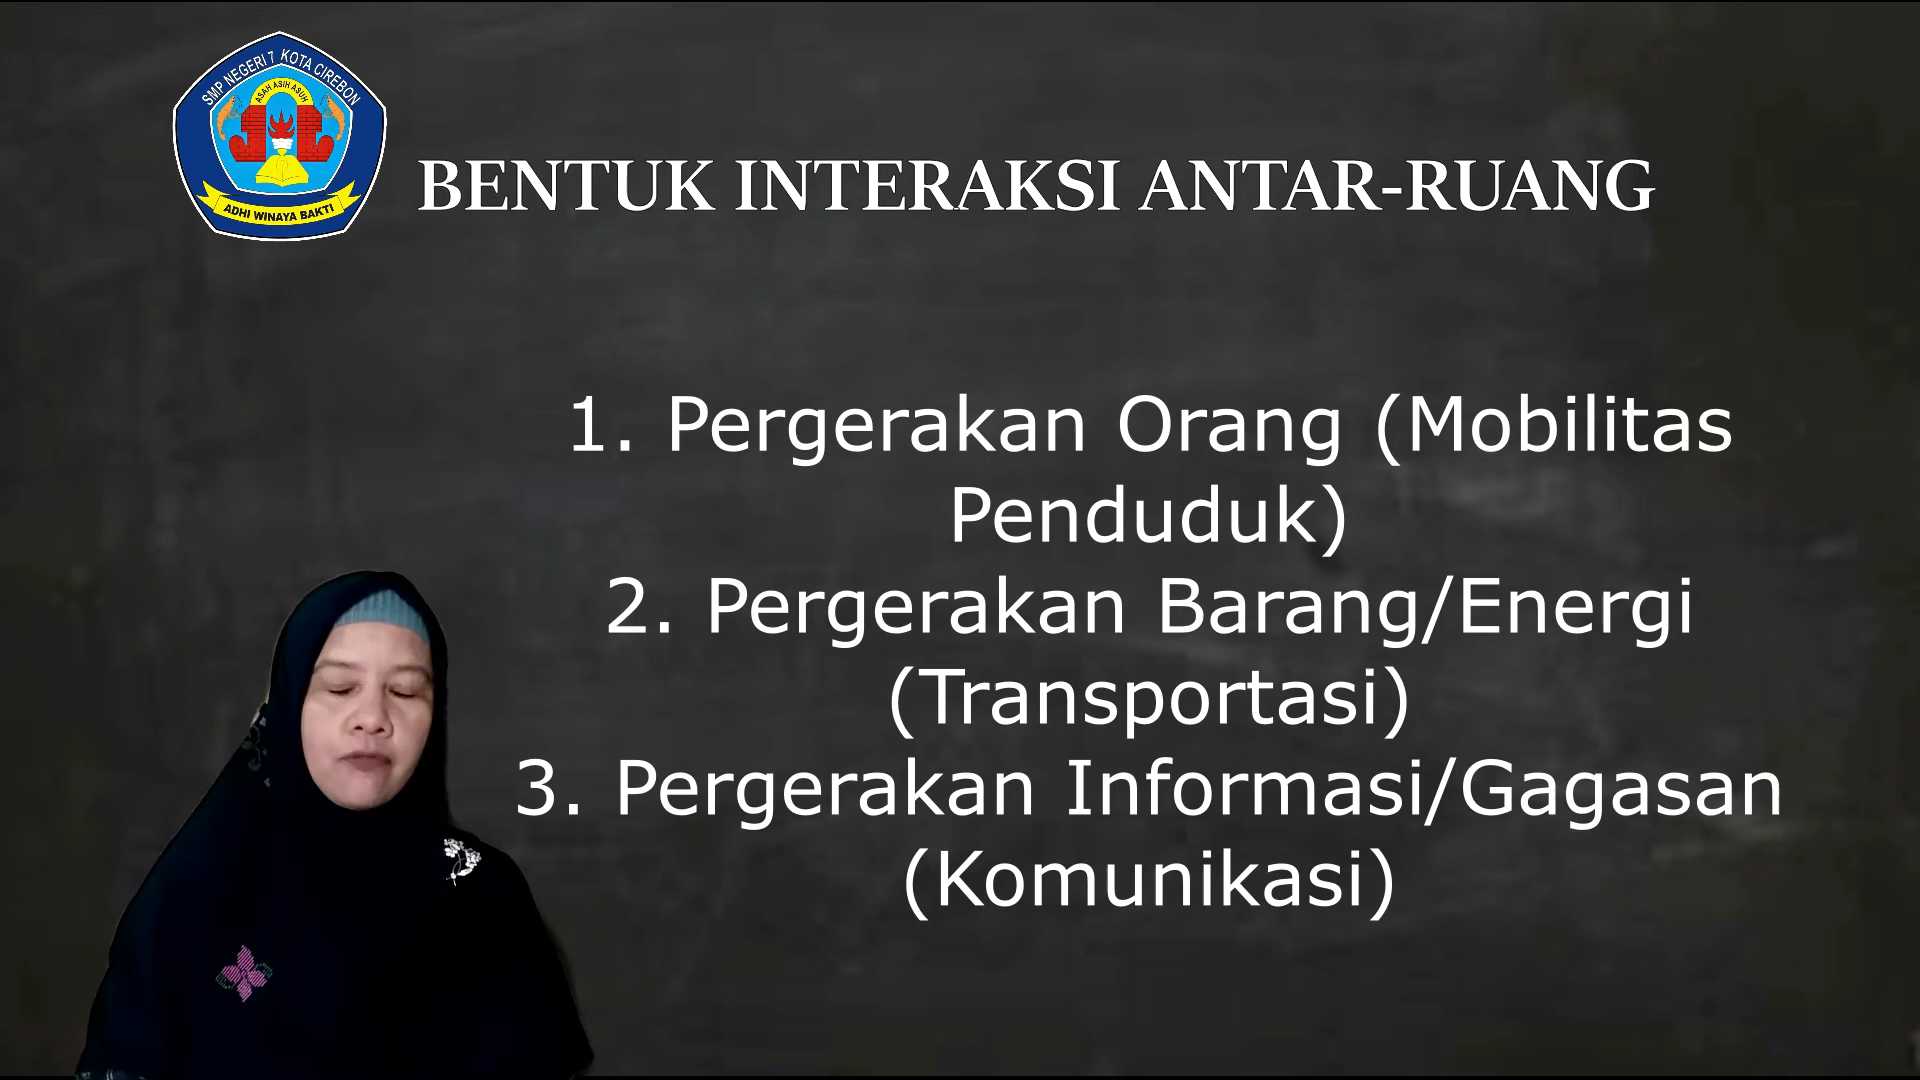 SMP NEGERI 7 KOTA CIREBON
ASAH ASIH ASUH
ADHI WINAYA BAKTI
BENTUK INTERAKSI ANTAR-RUANG
1. Pergerakan Orang (Mobilitas
Penduduk)
2. Pergerakan Barang/Energi
(Transportasi)
3. Pergerakan Informasi/Gagasan
(Komunikasi)